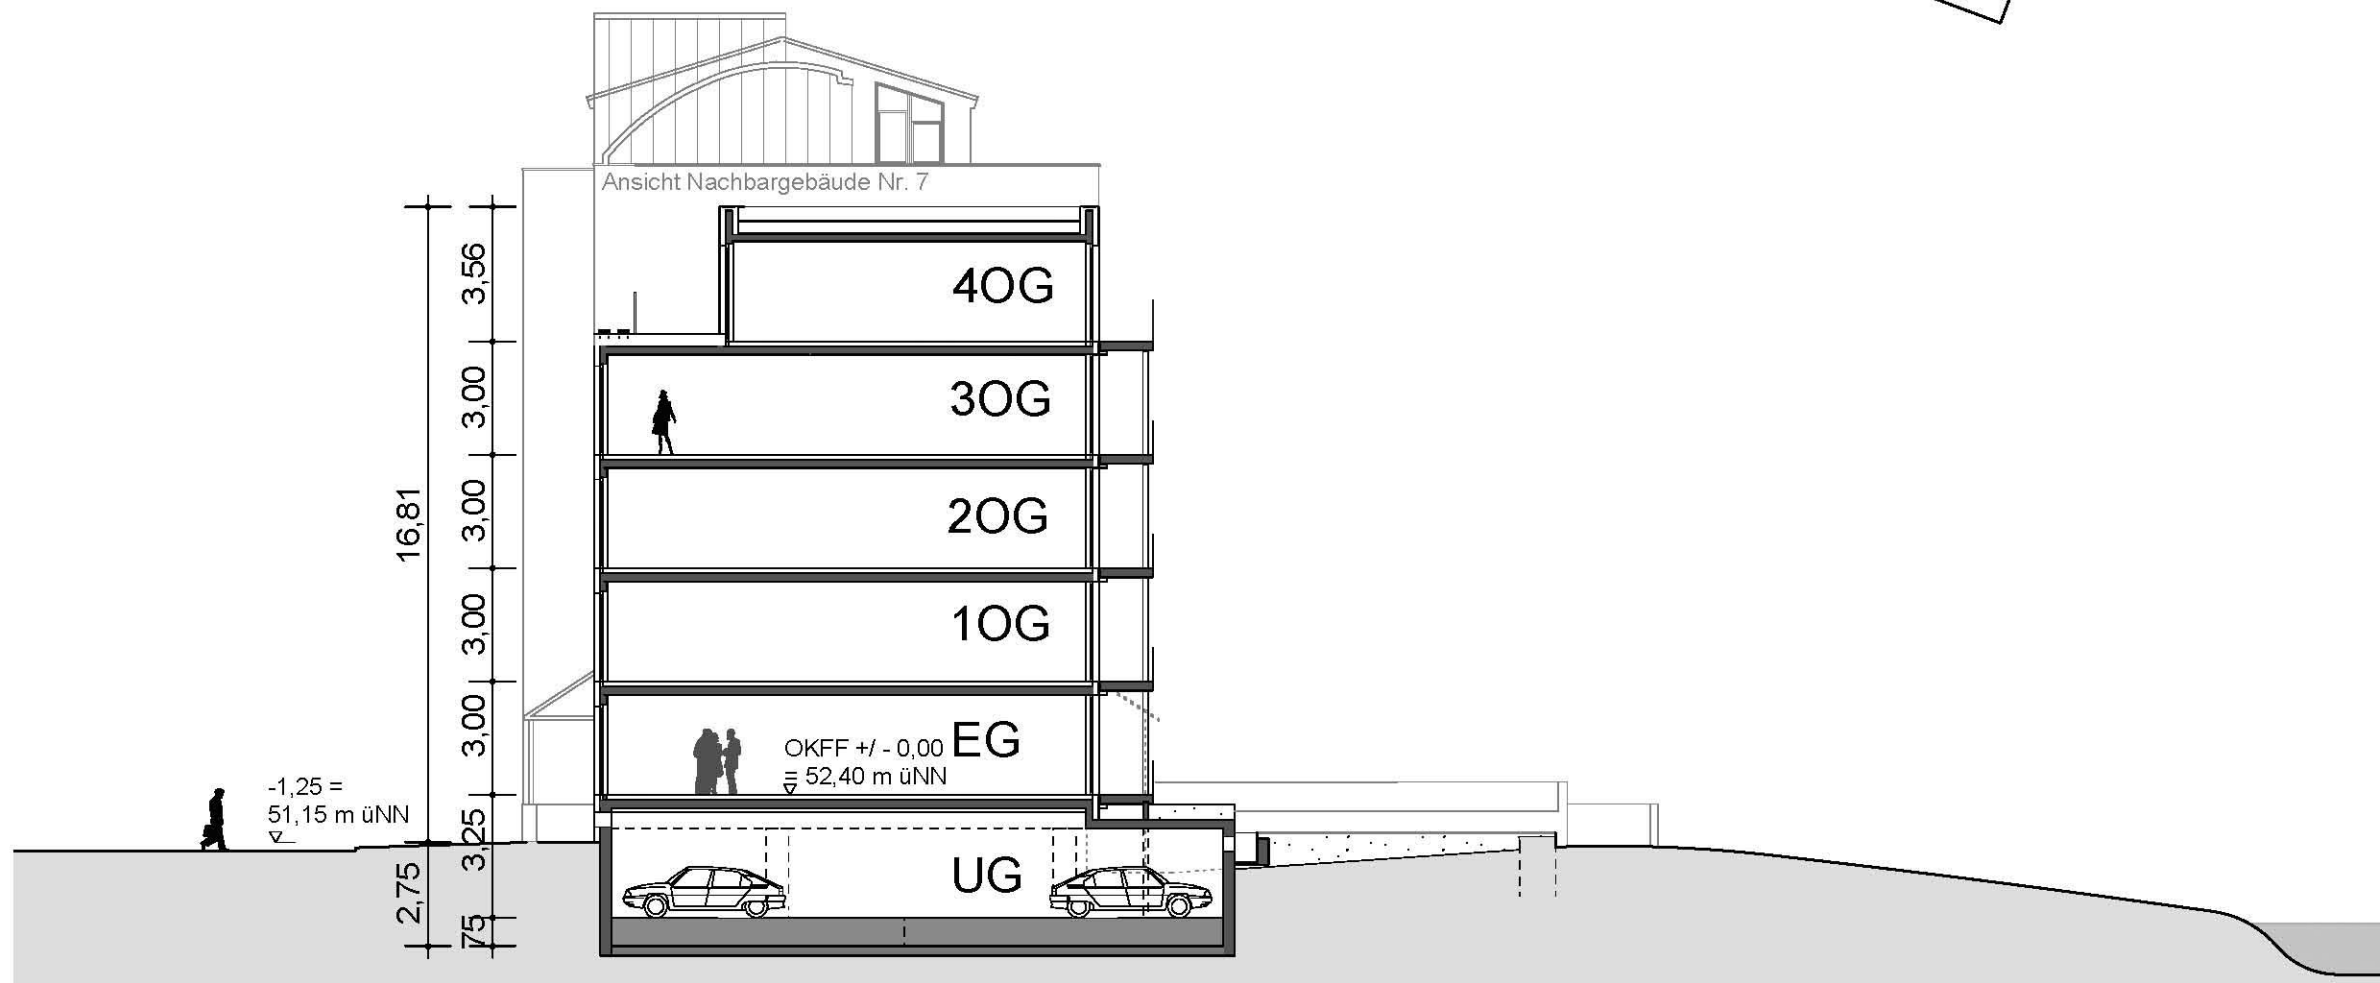 Ansicht Nachbargebäude Nr. 7
3,56
4OG
3,00
3OG
16,81
3,00
2OG
3,00
1OG
3,00
EG
OKFF +/ - 0,00
= 52,40 m üNN
-1,25 =
51,15 m üNN
3,25
2,75
UG
75